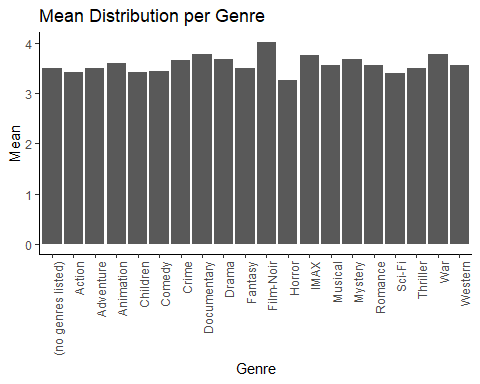 Mean Distribution per Genre
Mean
4
3
2
1
0
(no genres listed)
Action
Adventure
Animation
Children
Comedy
Crime
Documentary
Drama
Fantasy
Film-Noir
Horror
IMAX
Musical
Mystery
Romance
Sci-Fi
Thriller
War
Western
Genre